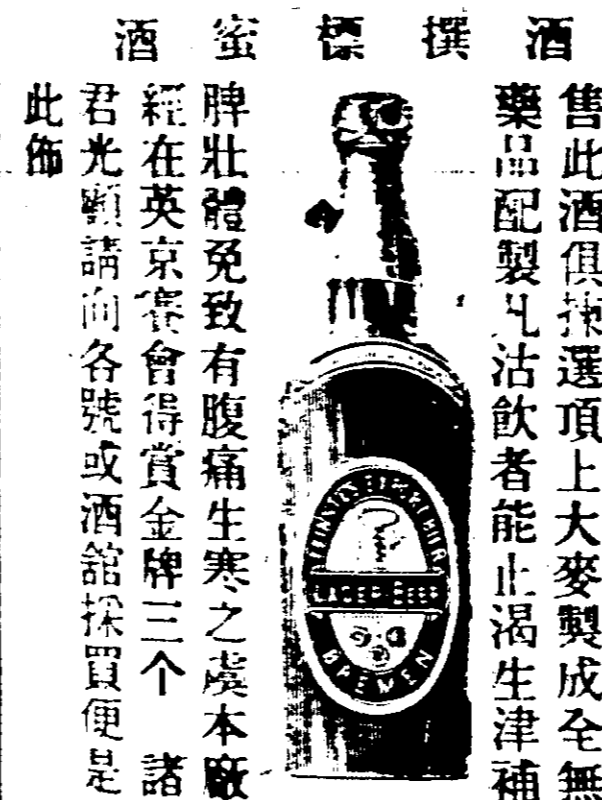 酒撰標蜜酒
售此酒俱揀選頂上大麥製成全無
藥品配製凡沽飲者能止渴生津補
脾壯體免致有腹痛生寒之虞本廠
經在英京賽會得賞金牌三个 諸
君光顧請向各號或酒舘採買便是
此佈
LAGER-BEER
BREMEN